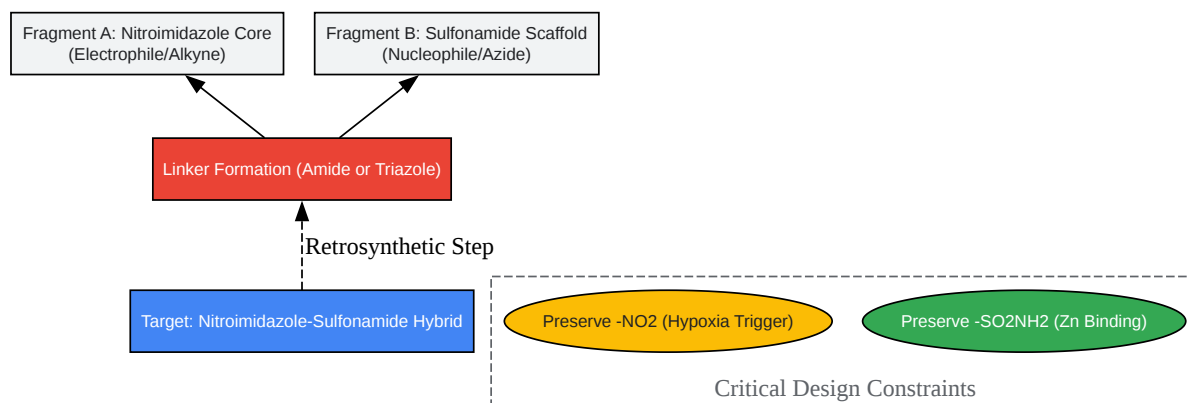 Fragment A: Nitroimidazole Core
(Electrophile/Alkyne)
Fragment B: Sulfonamide Scaffold
(Nucleophile/Azide)
Linker Formation (Amide or Triazole)
Retrosynthetic Step
Target: Nitroimidazole-Sulfonamide Hybrid
Preserve -NO2 (Hypoxia Trigger)
Preserve -SO2NH2 (Zn Binding)
Critical Design Constraints